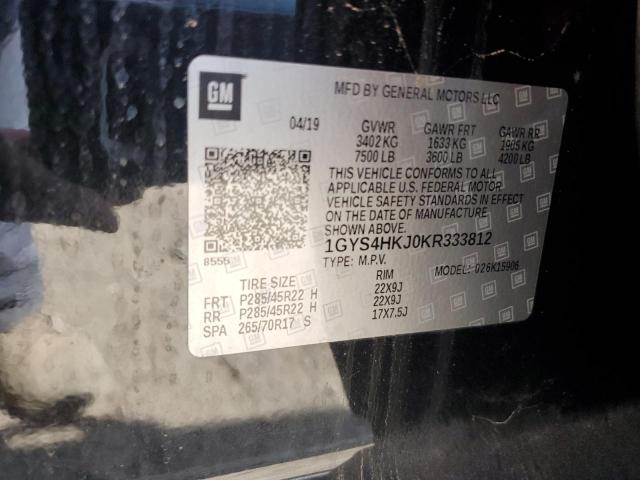 GM
MFD BY GENERAL MOTORS LLC
04/19 GVWR GAWR FRT GAWR RR
3402 KG 1633 KG 1905 KG
7500 LB 3600 LB 4200 LB
THIS VEHICLE CONFORMS TO ALL
APPLICABLE U.S. FEDERAL MOTOR
VEHICLE SAFETY STANDARDS IN EFFECT
ON THE DATE OF MANUFACTURE
SHOWN ABOVE.
1GYS4HKJ0KR333812
8555 TYPE: M.P.V. MODEL: 026K15906
TIRE SIZE RIM
FRT P285/45R22 H 22X9J
RR P285/45R22 H 22X9J
SPA 265/70R17 S 17X7.5J